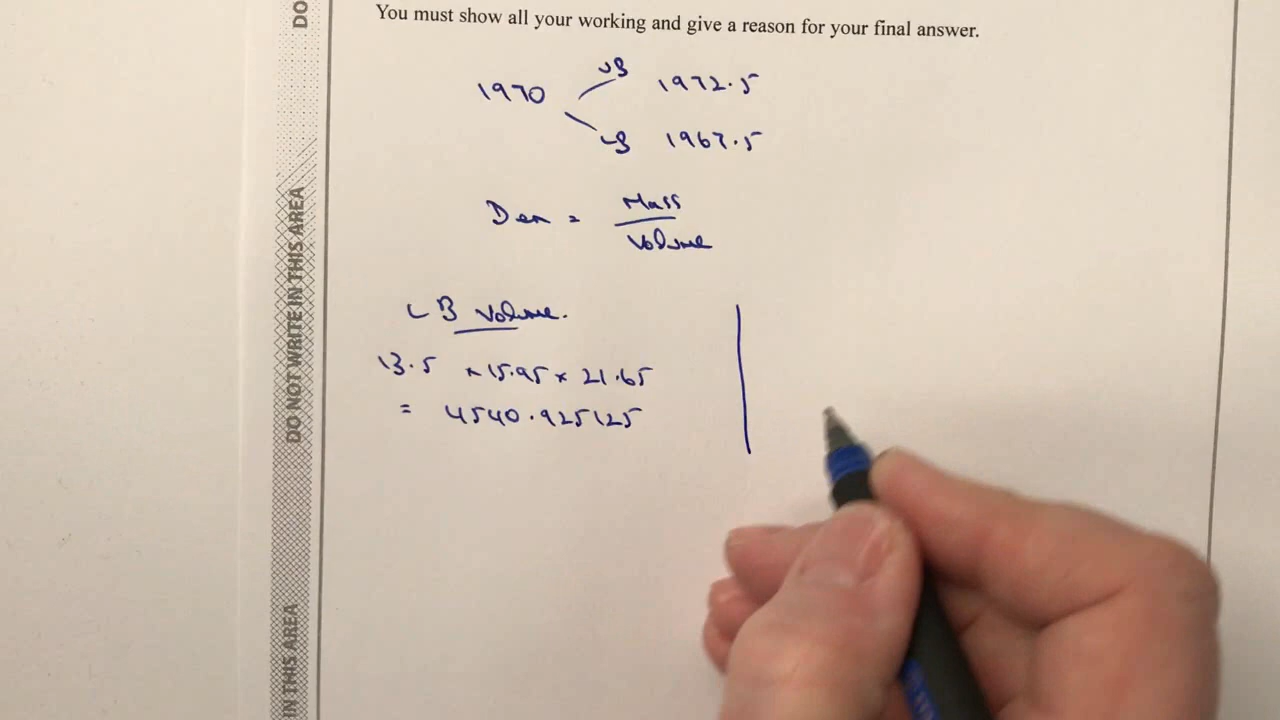 You must show all your working and give a reason for your final answer.
UB 1972.5
1970
LB 1967.5
Den = Mass
Volume
LB Volume.
13.5 × 15.95 × 21.65
= 4540.925125
DO
DO NOT WRITE IN THIS AREA
IN THIS AREA